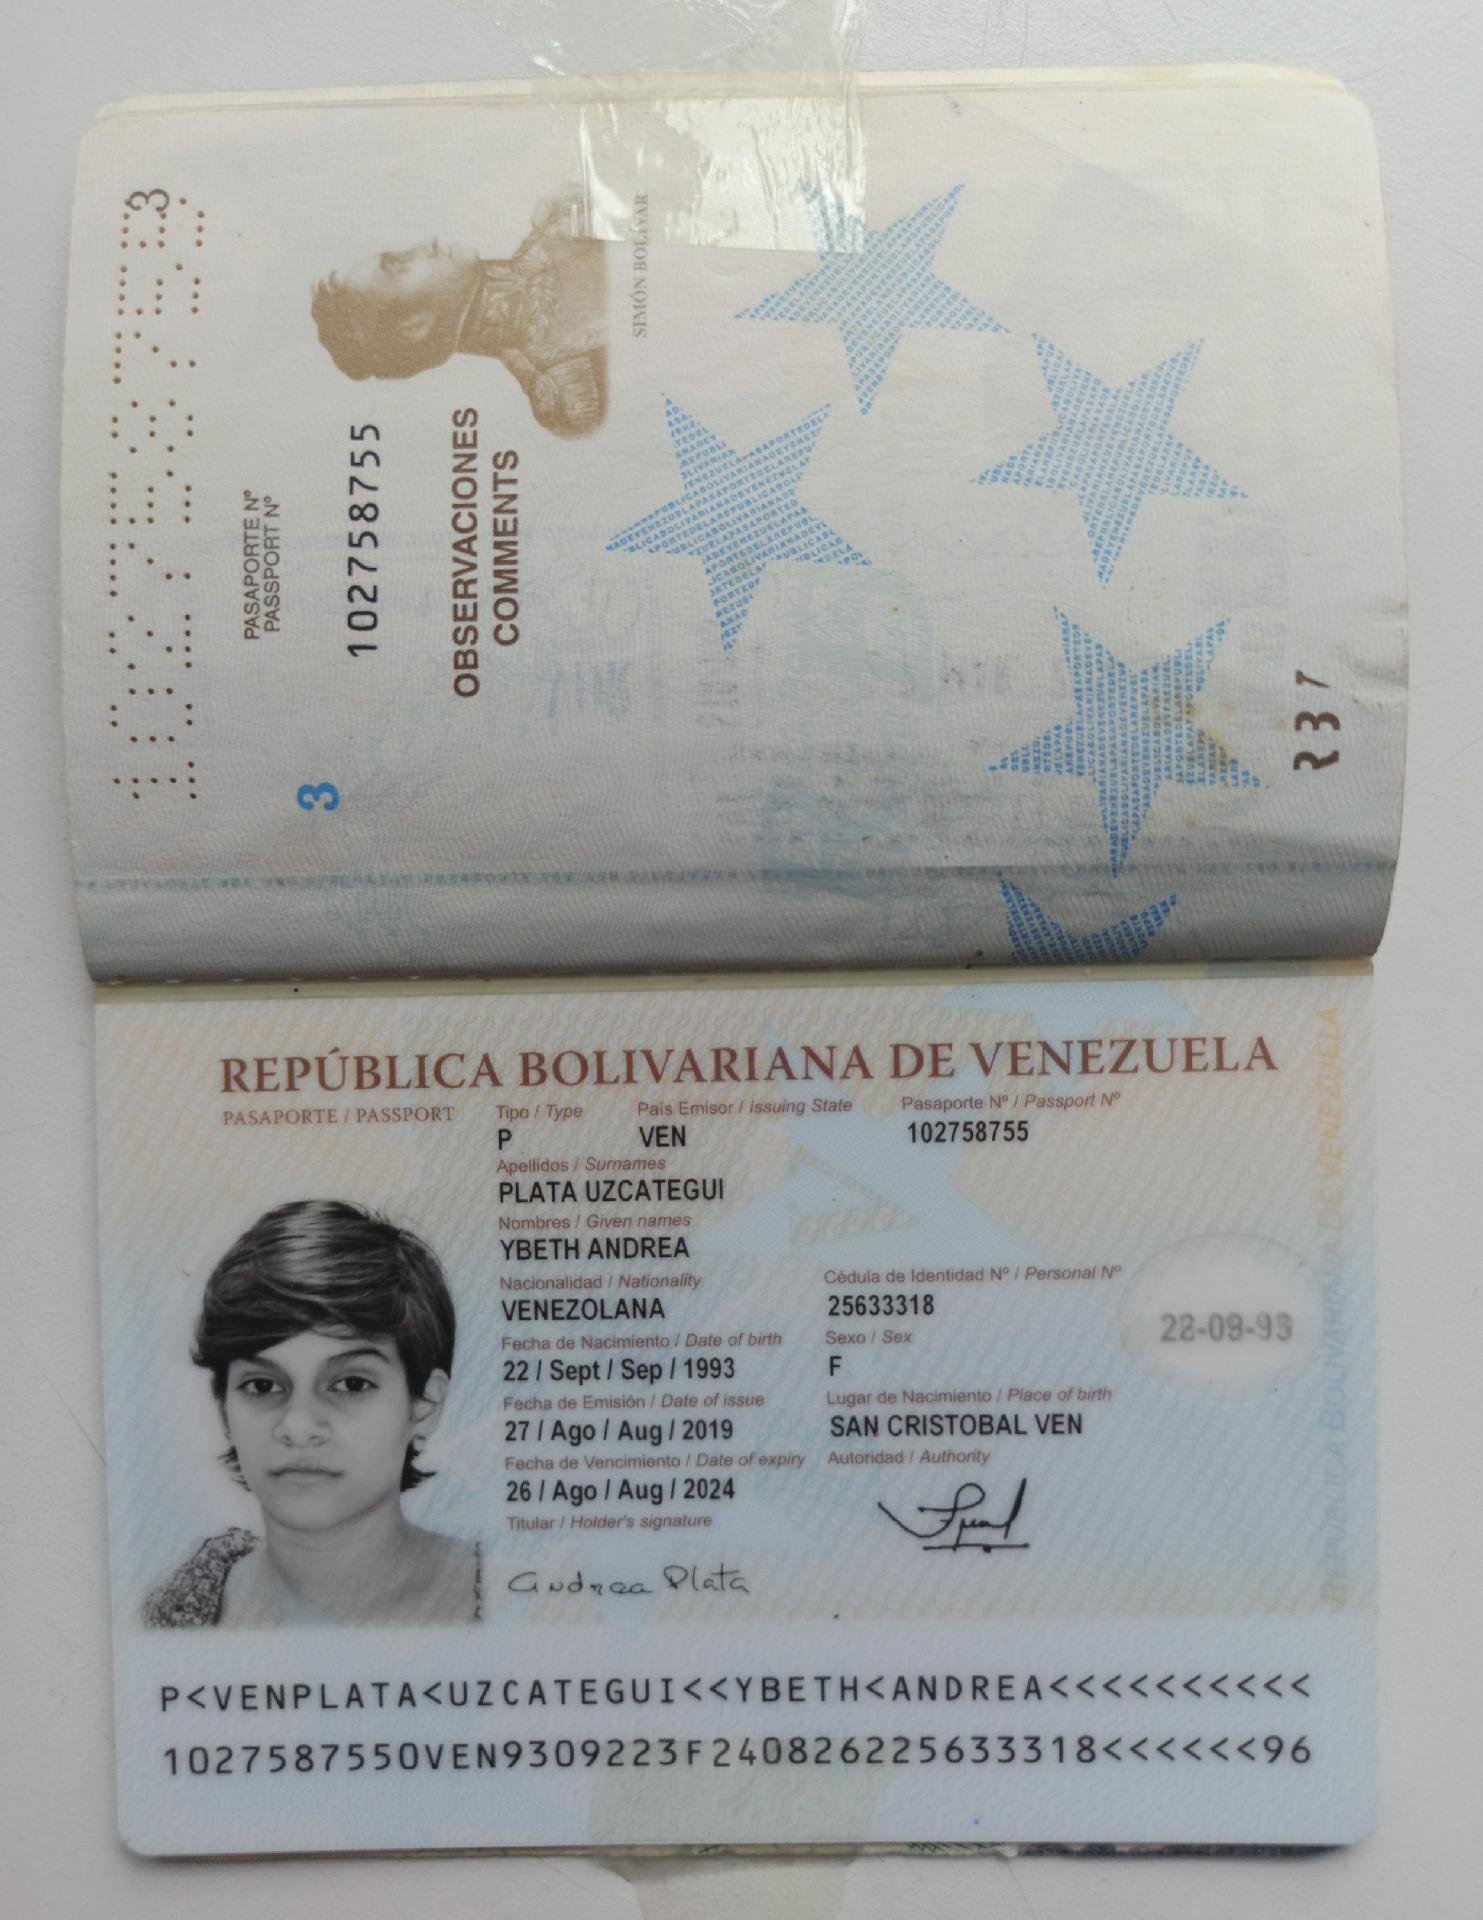 PASAPORTE Nº
PASSPORT Nº
102758755
OBSERVACIONES
COMMENTS
SIMÓN BOLÍVAR
3
REPÚBLICA BOLIVARIANA DE VENEZUELA
PASAPORTE / PASSPORT
Tipo / Type
País Emisor / Issuing State
Pasaporte Nº / Passport Nº
P
VEN
102758755
Apellidos / Surnames
PLATA UZCATEGUI
Nombres / Given names
YBETH ANDREA
Nacionalidad / Nationality
Cédula de Identidad Nº / Personal Nº
VENEZOLANA
25633318
22-09-93
Fecha de Nacimiento / Date of birth
Sexo / Sex
22 / Sept / Sep / 1993
F
Fecha de Emisión / Date of issue
Lugar de Nacimiento / Place of birth
27 / Ago / Aug / 2019
SAN CRISTOBAL VEN
Fecha de Vencimiento / Date of expiry
Autoridad / Authority
26 / Ago / Aug / 2024
Titular / Holder's signature
Andrea Plata
REPÚBLICA BOLIVARIANA DE VENEZUELA
P<VENPLATA<UZCATEGUI<<YBETH<ANDREA<<<<<<<<<<
1027587550VEN9309223F240826225633318<<<<<<96